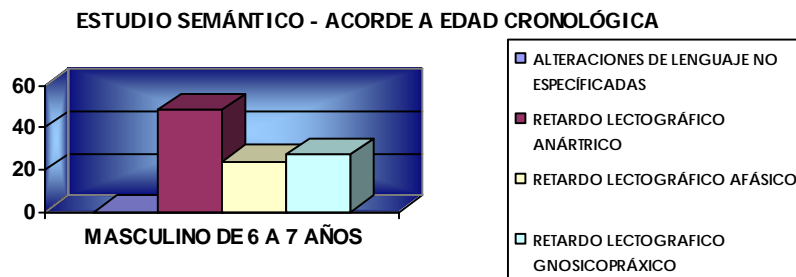 ESTUDIO SEMÁNTICO - ACORDE A EDAD CRONOLÓGICA
60
40
20
0
MASCULINO DE 6 A 7 AÑOS
ALTERACIONES DE LENGUAJE NO
ESPECÍFICADAS
RETARDO LECTOGRÁFICO
ANÁRTRICO
RETARDO LECTOGRÁFICO AFÁSICO
RETARDO LECTOGRAFICO
GNOSICOPRÁXICO